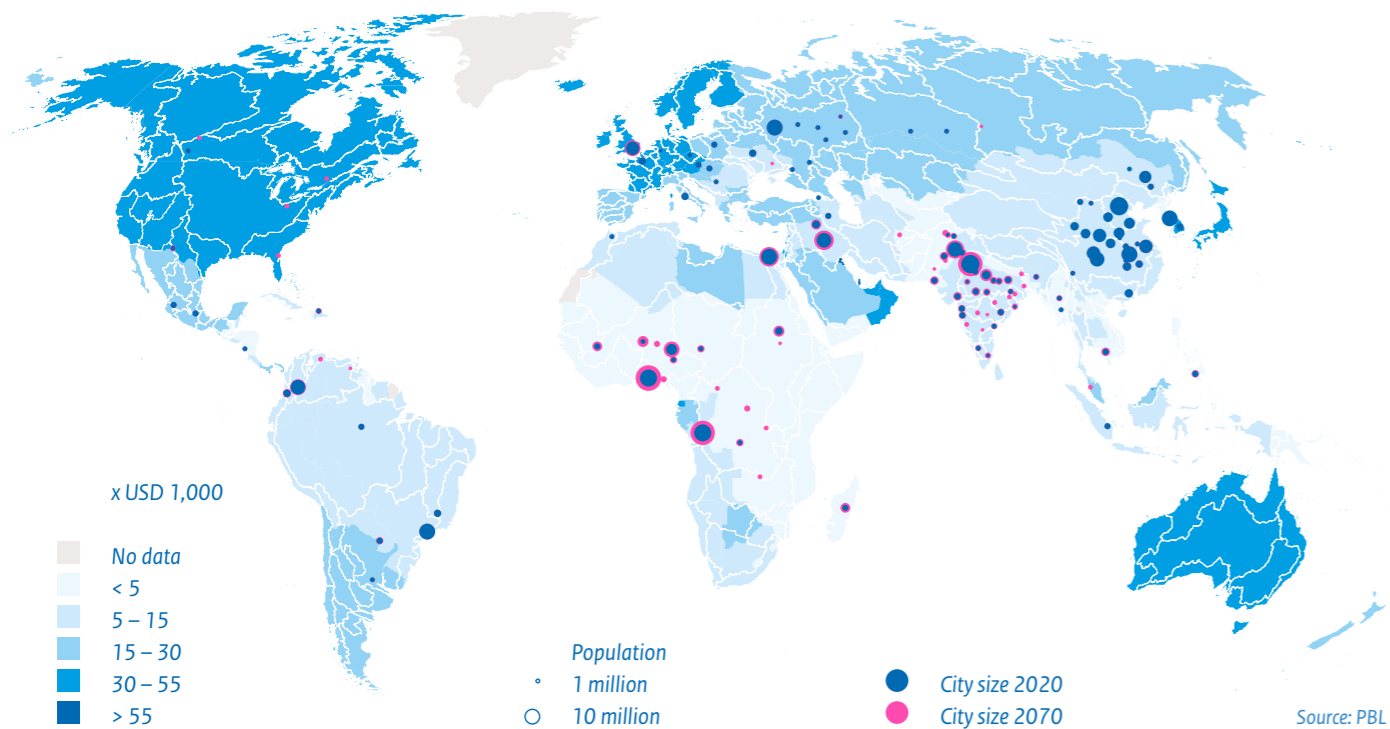 x USD 1,000
No data
< 5
5 – 15
15 – 30
30 – 55
> 55
Population
1 million
10 million
City size 2020
City size 2070
Source: PBL